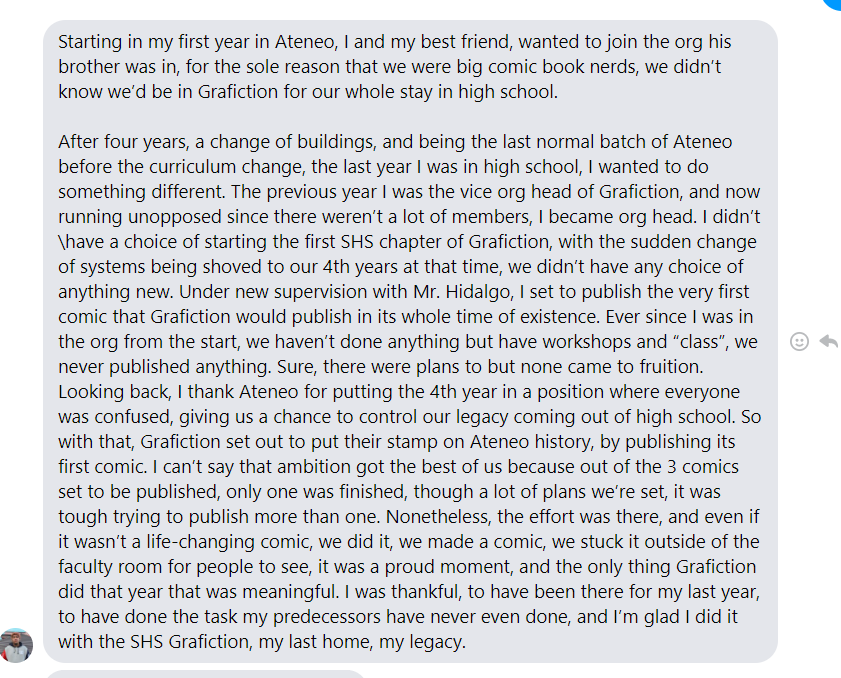 Starting in my first year in Ateneo, I and my best friend, wanted to join the org his
brother was in, for the sole reason that we were big comic book nerds, we didn't
know we'd be in Grafiction for our whole stay in high school.
After four years, a change of buildings, and being the last normal batch of Ateneo
before the curriculum change, the last year I was in high school, I wanted to do
something different. The previous year I was the vice org head of Grafiction, and now
running unopposed since there weren't a lot of members, I became org head. I didn't
\have a choice of starting the first SHS chapter of Grafiction, with the sudden change
of systems being shoved to our 4th years at that time, we didn't have any choice of
anything new. Under new supervision with Mr. Hidalgo, I set to publish the very first
comic that Grafiction would publish in its whole time of existence. Ever since I was in
the org from the start, we haven't done anything but have workshops and “class”, we
never published anything. Sure, there were plans to but none came to fruition.
Looking back, I thank Ateneo for putting the 4th year in a position where everyone
was confused, giving us a chance to control our legacy coming out of high school. So
with that, Grafiction set out to put their stamp on Ateneo history, by publishing its
first comic. I can't say that ambition got the best of us because out of the 3 comics
set to be published, only one was finished, though a lot of plans we're set, it was
tough trying to publish more than one. Nonetheless, the effort was there, and even if
it wasn't a life-changing comic, we did it, we made a comic, we stuck it outside of the
faculty room for people to see, it was a proud moment, and the only thing Grafiction
did that year that was meaningful. I was thankful, to have been there for my last year,
to have done the task my predecessors have never even done, and I'm glad I did it
with the SHS Grafiction, my last home, my legacy.